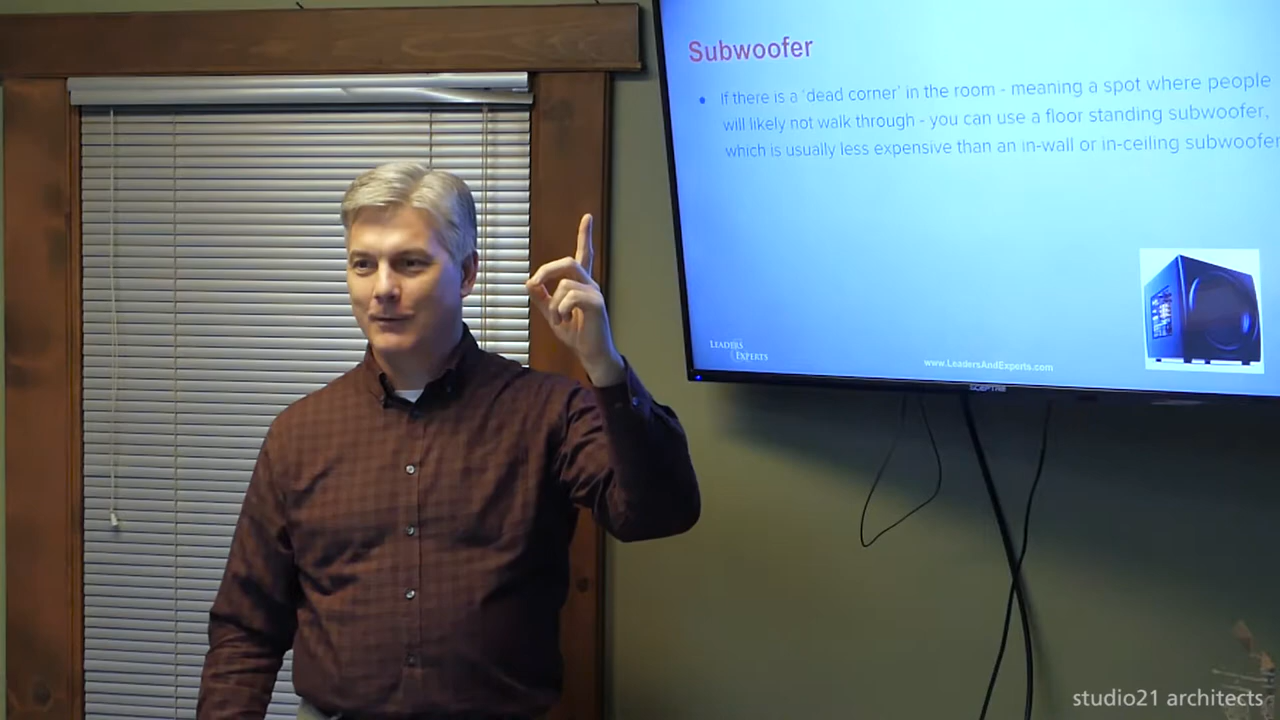 Subwoofer
• If there is a 'dead corner' in the room - meaning a spot where people
will likely not walk through - you can use a floor standing subwoofer,
which is usually less expensive than an in-wall or in-ceiling subwoofer
LEADERS
& EXPERTS
www.LeadersAndExperts.com
SCEPTRE
studio21 architects